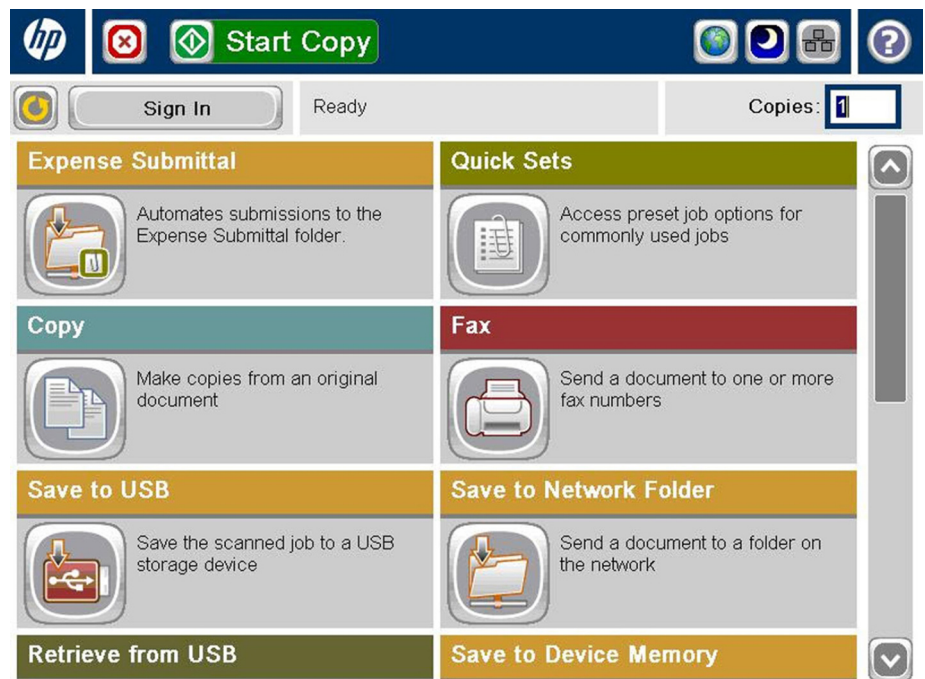 hp
Start Copy
?
Sign In
Ready
Copies: 1
Expense Submittal
Quick Sets
Automates submissions to the
Expense Submittal folder.
Access preset job options for
commonly used jobs
Copy
Fax
Make copies from an original
document
Send a document to one or more
fax numbers
Save to USB
Save to Network Folder
Save the scanned job to a USB
storage device
Send a document to a folder on
the network
Retrieve from USB
Save to Device Memory